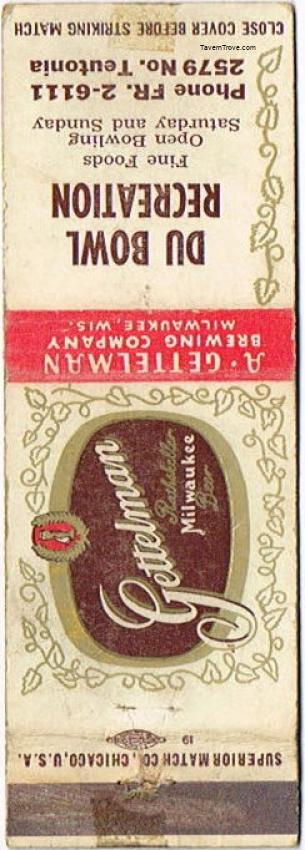 TavernTrove.com
CLOSE COVER BEFORE STRIKING MATCH
DU BOWL
RECREATION
Fine Foods
Open Bowling
Saturday and Sunday
Phone FR. 2-6111
2579 No. Teutonia
A. GETTELMAN
BREWING COMPANY
MILWAUKEE, WIS.
Gettelman
Rathskeller
Milwaukee
Beer
19
SUPERIOR MATCH CO., CHICAGO, U.S.A.